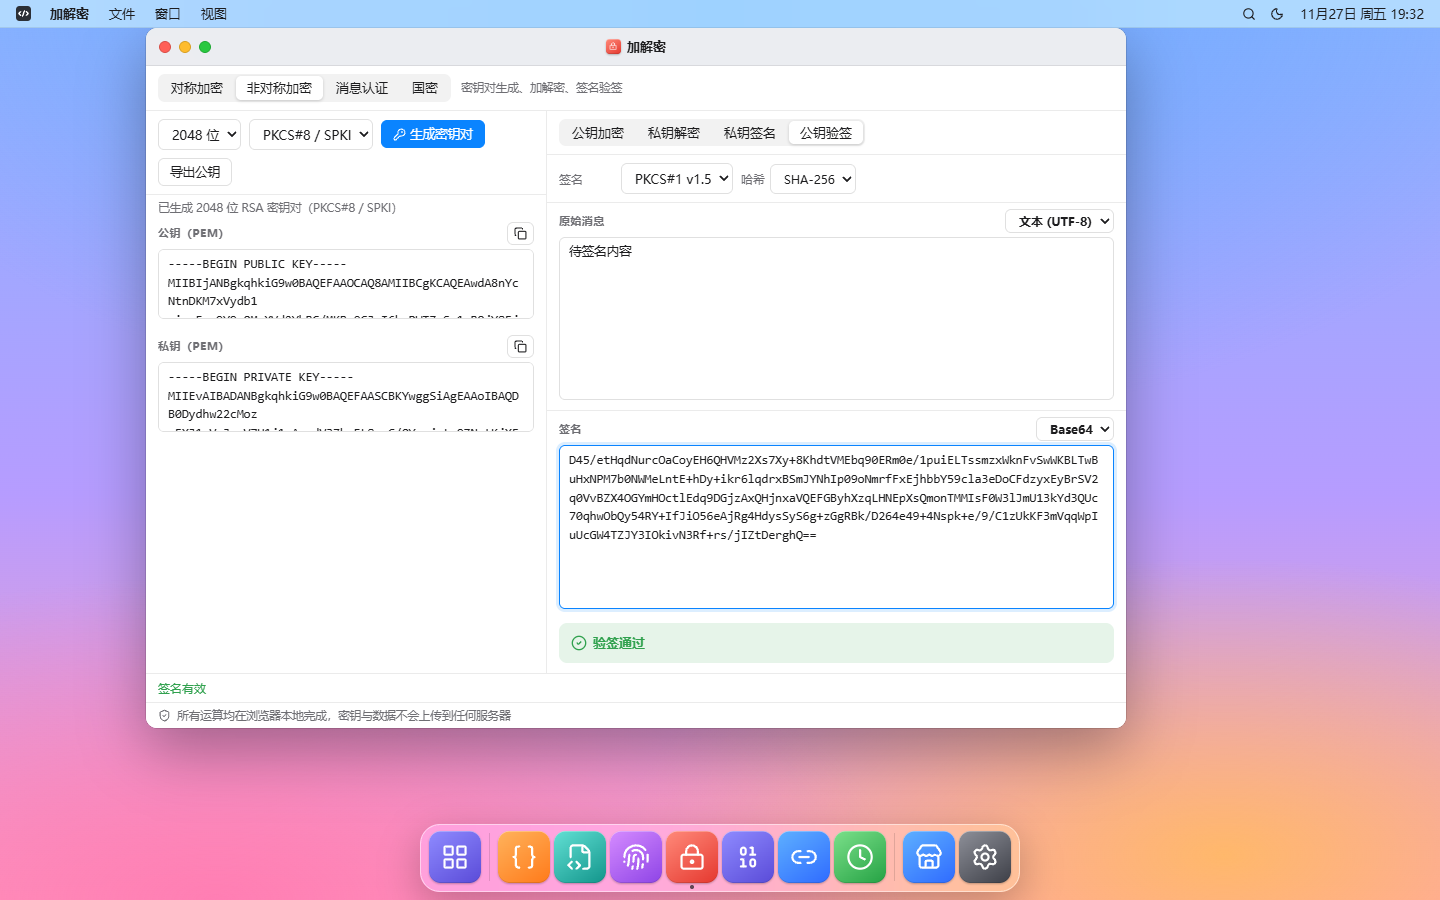 加解密 文件 窗口 视图 11月27日 周五 19:32
加解密
对称加密 非对称加密 消息认证 国密 密钥对生成、加解密、签名验签
2048 位 PKCS#8 / SPKI 生成密钥对
导出公钥
已生成 2048 位 RSA 密钥对（PKCS#8 / SPKI）
公钥（PEM）
-----BEGIN PUBLIC KEY-----
MIIBIjANBgkqhkiG9w0BAQEFAAOCAQ8AMIIBCgKCAQEAwdA8nYc
NtnDKM7xVydb1
私钥（PEM）
-----BEGIN PRIVATE KEY-----
MIIEvAIBADANBgkqhkiG9w0BAQEFAASCBKYwggSiAgEAAoIBAQD
B0Dydhw22cMoz
公钥加密 私钥解密 私钥签名 公钥验签
签名 PKCS#1 v1.5 哈希 SHA-256
原始消息 文本 (UTF-8)
待签名内容
签名 Base64
D45/etHqdNurcOaCoyEH6QHVMz2Xs7Xy+8KhdtVMEbq90ERm0e/1puiELTssmzxWknFvSwWKBLTwB
uHxNPM7b0NWMeLntE+hDy+ikr6lqdrxBSmJYNhIp09oNmrfFxEjhbbY59cla3eDoCFdzyxEyBrSV2
q0VvBZX4OGYmHOctlEdq9DGjzAxQHjnxaVQEFGByhXzqLHNEpXsQmonTMMIsF0W3lJmU13kYd3QUc
70qhwObQy54RY+IfJiO56eAjRg4HdysSyS6g+zGgRBk/D264e49+4Nspk+e/9/C1zUkKF3mVqqWpI
uUcGW4TZJY3IOkivN3Rf+rs/jIZtDerghQ==
验签通过
签名有效
所有运算均在浏览器本地完成，密钥与数据不会上传到任何服务器
01
10